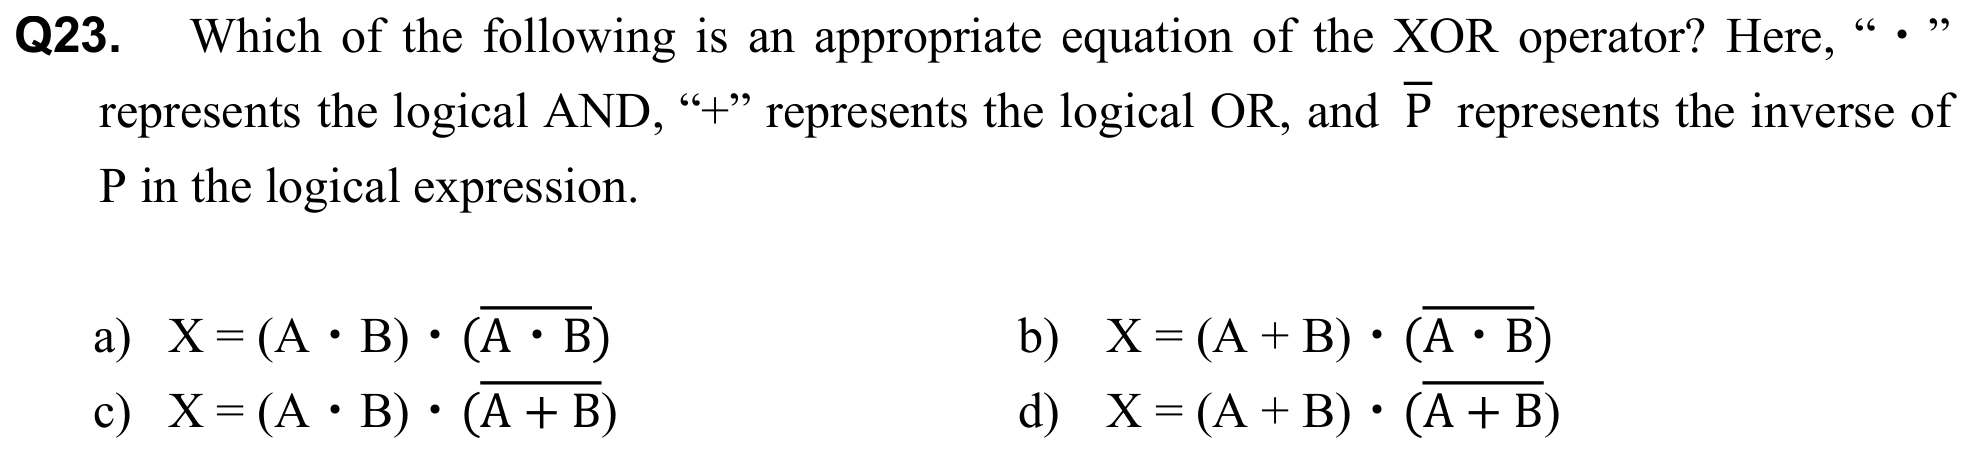 Q23. Which of the following is an appropriate equation of the XOR operator? Here, “・”
represents the logical AND, “+” represents the logical OR, and P̅ represents the inverse of
P in the logical expression.
a) X = (A・B)・(A̅ ̅・̅ ̅B̅) b) X = (A + B)・(A̅ ̅・̅ ̅B̅)
c) X = (A・B)・(A̅ ̅+̅ ̅B̅) d) X = (A + B)・(A̅ ̅+̅ ̅B̅)